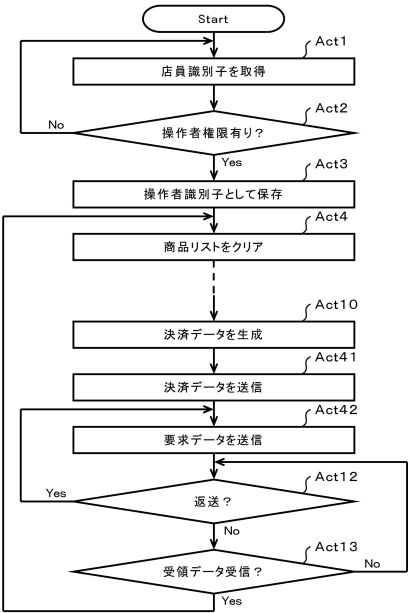 Start
Act1
店員識別子を取得
Act2
操作者権限有り？
No
Yes
Act3
操作者識別子として保存
Act4
商品リストをクリア
Act10
決済データを生成
Act41
決済データを送信
Act42
要求データを送信
Act12
Yes
返送？
No
Act13
受領データ受信？
No
Yes